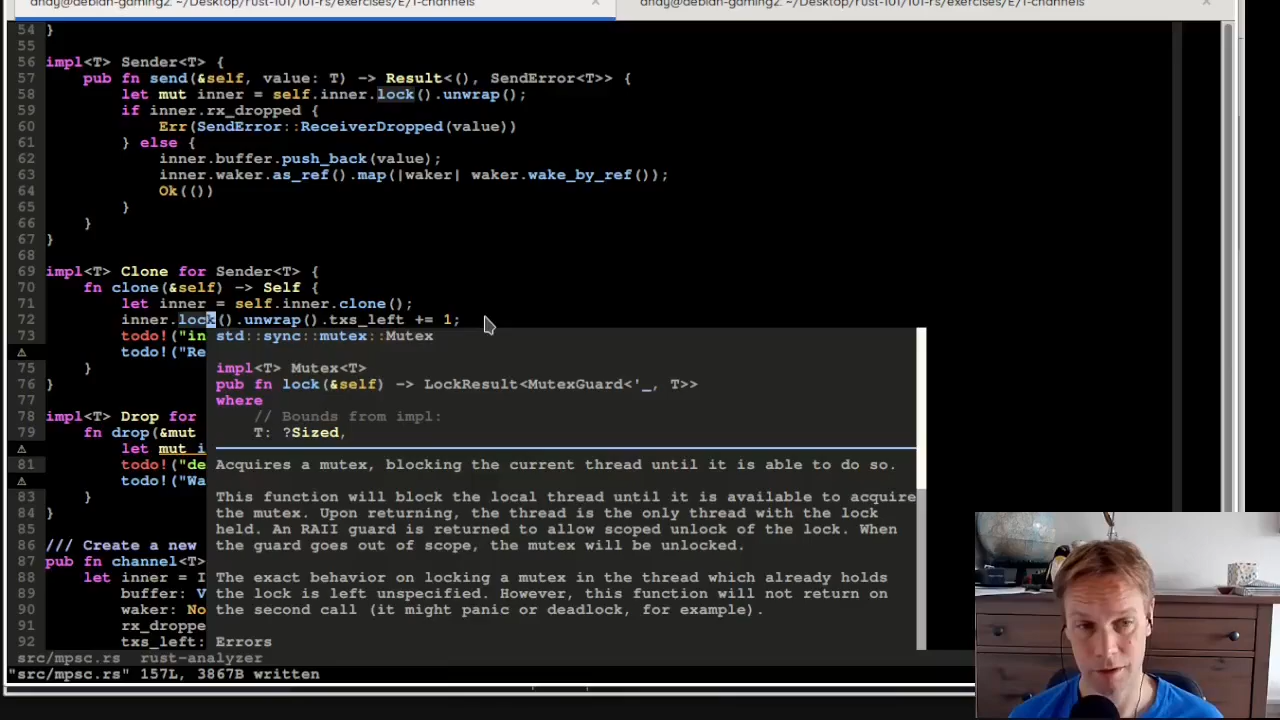 andy@debian-gaming2: ~/Desktop/rust-101/101-rs/exercises/E/1-channels
andy@debian-gaming2: ~/Desktop/rust-101/101-rs/exercises/E/1-channels
54 }
55
56 impl<T> Sender<T> {
57     pub fn send(&self, value: T) -> Result<(), SendError<T>> {
58         let mut inner = self.inner.lock().unwrap();
59         if inner.rx_dropped {
60             Err(SendError::ReceiverDropped(value))
61         } else {
62             inner.buffer.push_back(value);
63             inner.waker.as_ref().map(|waker| waker.wake_by_ref());
64             Ok(())
65         }
66     }
67 }
68
69 impl<T> Clone for Sender<T> {
70     fn clone(&self) -> Self {
71         let inner = self.inner.clone();
72         inner.lock().unwrap().txs_left += 1;
73         todo!("in
⚠         todo!("Re
75     }
76 }
77
78 impl<T> Drop for
79     fn drop(&mut
⚠         let mut i
81         todo!("de
⚠         todo!("Wa
83     }
84 }
85
86 /// Create a new
87 pub fn channel<T>
88     let inner = I
89         buffer: V
90         waker: No
91         rx_droppe
92         txs_left:
std::sync::mutex::Mutex
impl<T> Mutex<T>
pub fn lock(&self) -> LockResult<MutexGuard<'_, T>>
where
    // Bounds from impl:
    T: ?Sized,
Acquires a mutex, blocking the current thread until it is able to do so.
This function will block the local thread until it is available to acquire
the mutex. Upon returning, the thread is the only thread with the lock
held. An RAII guard is returned to allow scoped unlock of the lock. When
the guard goes out of scope, the mutex will be unlocked.
The exact behavior on locking a mutex in the thread which already holds
the lock is left unspecified. However, this function will not return on
the second call (it might panic or deadlock, for example).
Errors
src/mpsc.rs  rust-analyzer
"src/mpsc.rs" 157L, 3867B written